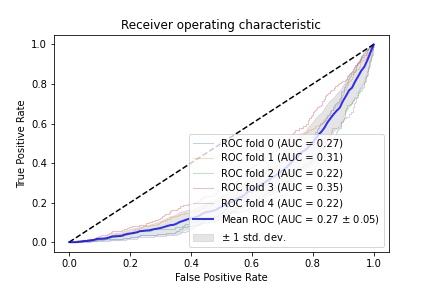 Receiver operating characteristic
True Positive Rate
1.0
0.8
0.6
0.4
0.2
0.0
ROC fold 0 (AUC = 0.27)
ROC fold 1 (AUC = 0.31)
ROC fold 2 (AUC = 0.22)
ROC fold 3 (AUC = 0.35)
ROC fold 4 (AUC = 0.22)
Mean ROC (AUC = 0.27 ± 0.05)
± 1 std. dev.
0.0 0.2 0.4 0.6 0.8 1.0
False Positive Rate